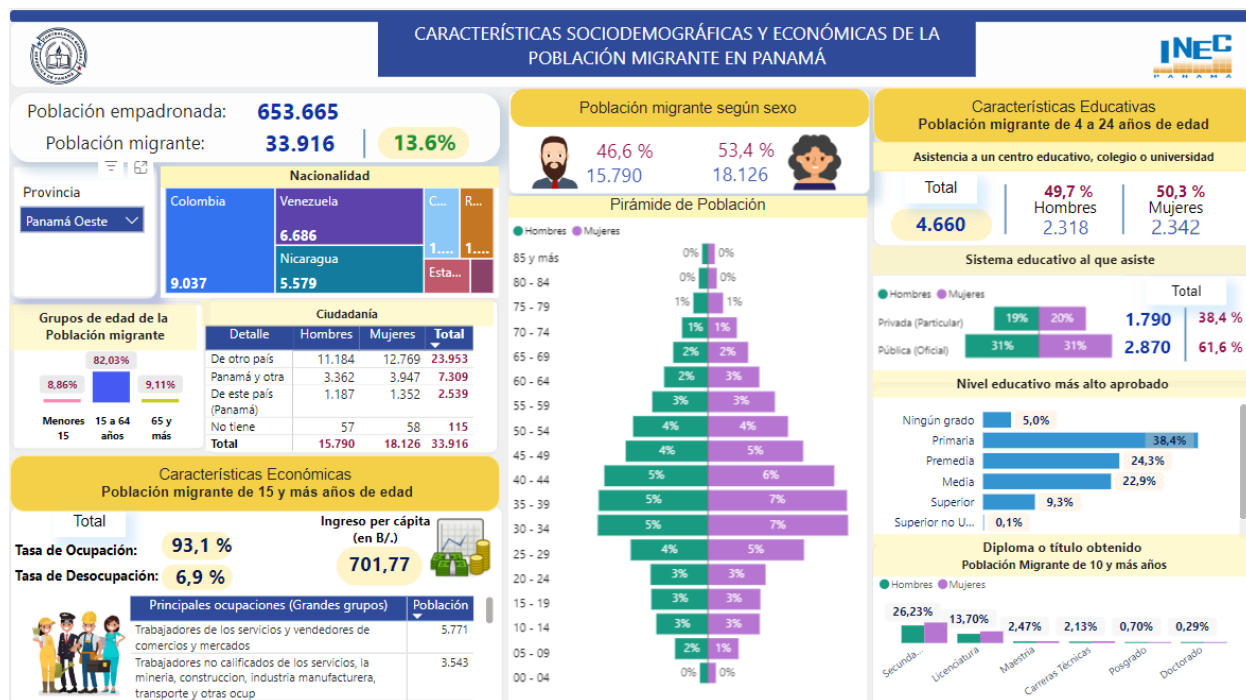 CARACTERÍSTICAS SOCIODEMOGRÁFICAS Y ECONÓMICAS DE LA
POBLACIÓN MIGRANTE EN PANAMÁ
INEC
PANAMÁ
Población empadronada: 653.665
Población migrante: 33.916 13.6%
Provincia
Panamá Oeste
Nacionalidad
Colombia
9.037
Venezuela
6.686
Nicaragua
5.579
C...
1....
R...
1....
Esta...
Grupos de edad de la
Población migrante
82,03%
8,86% 9,11%
Menores 15 a 64 65 y
15 años más
Ciudadanía
Detalle Hombres Mujeres Total
De otro país 11.184 12.769 23.953
Panamá y otra 3.362 3.947 7.309
De este país 1.187 1.352 2.539
(Panamá)
No tiene 57 58 115
Total 15.790 18.126 33.916
Características Económicas
Población migrante de 15 y más años de edad
Total
Tasa de Ocupación: 93,1 %
Tasa de Desocupación: 6,9 %
Ingreso per cápita
(en B/.)
701,77
Principales ocupaciones (Grandes grupos) Población
Trabajadores de los servicios y vendedores de 5.771
comercios y mercados
Trabajadores no calificados de los servicios, la 3.543
mineria, construccion, industria manufacturera,
transporte y otras ocup
Población migrante según sexo
46,6 % 53,4 %
15.790 18.126
Pirámide de Población
Hombres Mujeres
85 y más 0% 0%
80 - 84 0% 0%
75 - 79 1% 1%
70 - 74 1% 1%
65 - 69 2% 2%
60 - 64 2% 3%
55 - 59 3% 3%
50 - 54 4% 4%
45 - 49 4% 5%
40 - 44 5% 6%
35 - 39 5% 7%
30 - 34 5% 7%
25 - 29 4% 5%
20 - 24 3% 3%
15 - 19 3% 3%
10 - 14 3% 3%
05 - 09 2% 1%
00 - 04 0% 0%
Características Educativas
Población migrante de 4 a 24 años de edad
Asistencia a un centro educativo, colegio o universidad
Total 49,7 % 50,3 %
Hombres Mujeres
4.660 2.318 2.342
Sistema educativo al que asiste
Hombres Mujeres Total
Privada (Particular) 19% 20% 1.790 38,4 %
Pública (Oficial) 31% 31% 2.870 61,6 %
Nivel educativo más alto aprobado
Ningún grado 5,0%
Primaria 38,4%
Premedia 24,3%
Media 22,9%
Superior 9,3%
Superior no U... 0,1%
Diploma o título obtenido
Población Migrante de 10 y más años
Hombres Mujeres
26,23% 13,70% 2,47% 2,13% 0,70% 0,29%
Secunda... Licenciatura Maestría Carreras Técnicas Posgrado Doctorado